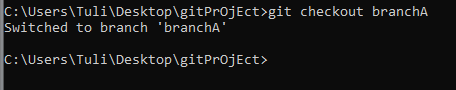 C:\Users\Tuli\Desktop\gitPrOjEct>git checkout branchA
Switched to branch 'branchA'
C:\Users\Tuli\Desktop\gitPrOjEct>